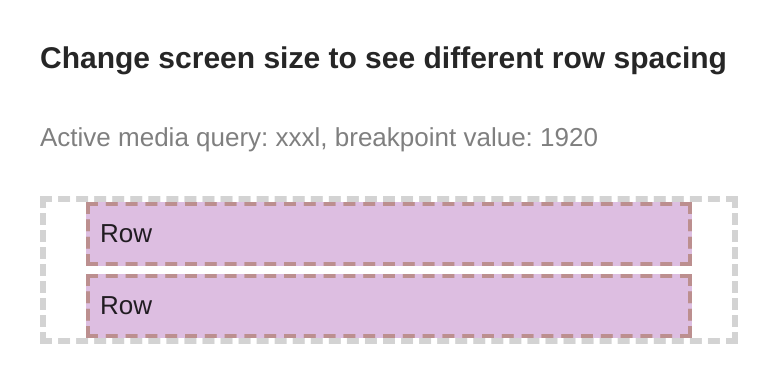 Change screen size to see different row spacing
Active media query: xxxl, breakpoint value: 1920
Row
Row